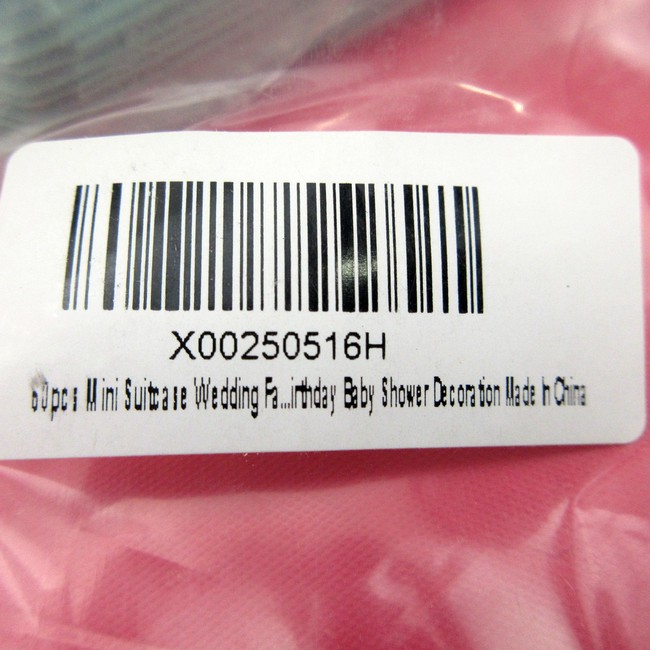 X00250516H
Mini Suitcase Wedding Fa...irthday Baby Shower Decoration Made In China